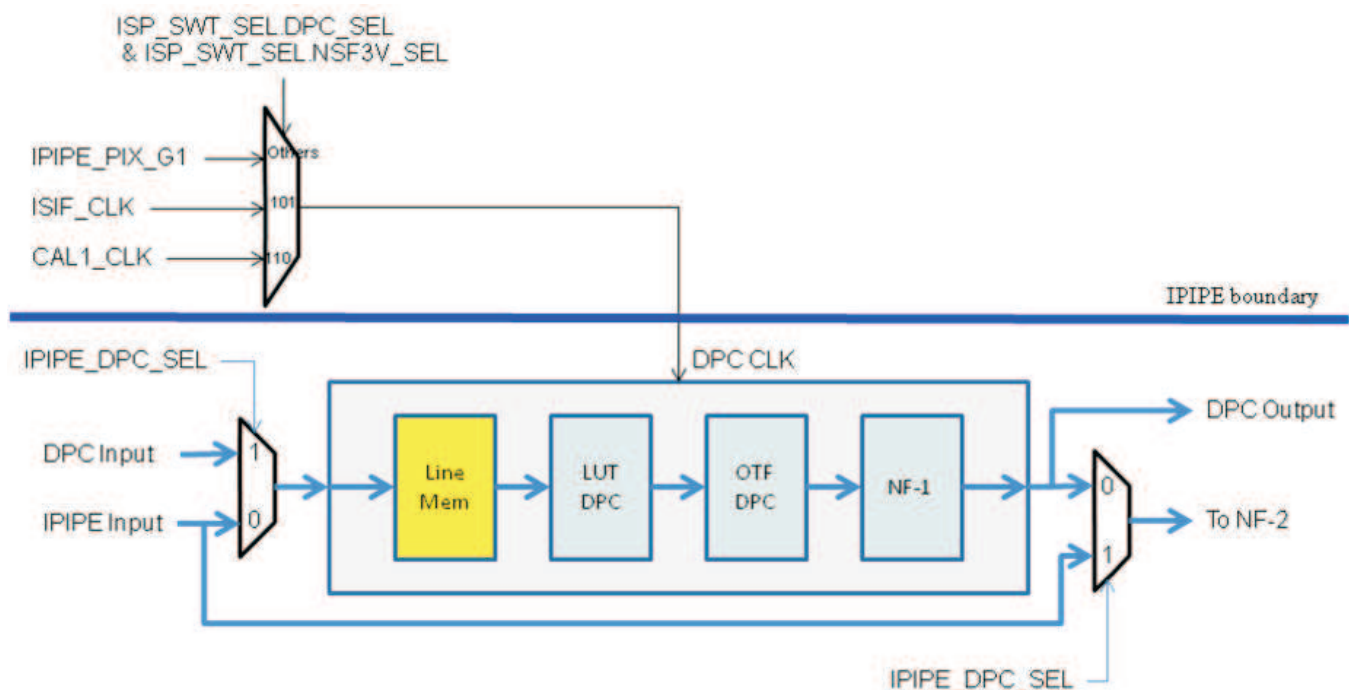 ISP_SWT_SEL.DPC_SEL
& ISP_SWT_SEL.NSF3V_SEL
IPIPE_PIX_G1
Others
ISIF_CLK
101
CAL1_CLK
110
IPIPE boundary
IPIPE_DPC_SEL
DPC CLK
DPC Input
1
IPIPE Input
0
Line
Mem
LUT
DPC
OTF
DPC
NF-1
DPC Output
0
To NF-2
1
IPIPE_DPC_SEL